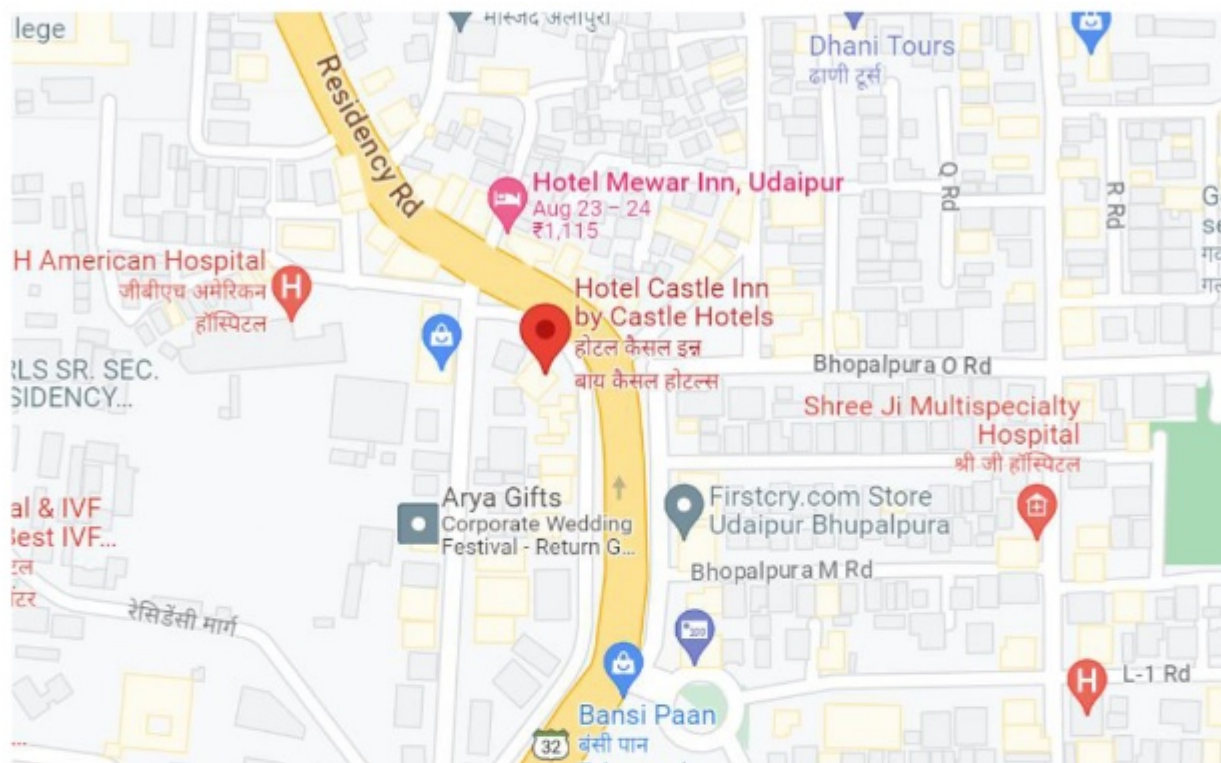 lege
मस्जिद अलीपुरा
Dhani Tours
ढाणी टूर्स
Residency Rd
Hotel Mewar Inn, Udaipur
Aug 23 – 24
₹1,115
Q Rd
R Rd
H American Hospital
जीबीएच अमेरिकन
हॉस्पिटल
H
Hotel Castle Inn
by Castle Hotels
होटल कैसल इन्न
बाय कैसल होटल्स
RLS SR. SEC.
SIDENCY...
Bhopalpura O Rd
Shree Ji Multispecialty
Hospital
श्री जी हॉस्पिटल
al & IVF
Best IVF...
Arya Gifts
Corporate Wedding
Festival - Return G...
Firstcry.com Store
Udaipur Bhupalpura
Bhopalpura M Rd
रेसिडेंसी मार्ग
L-1 Rd
H
Bansi Paan
बंसी पान
32